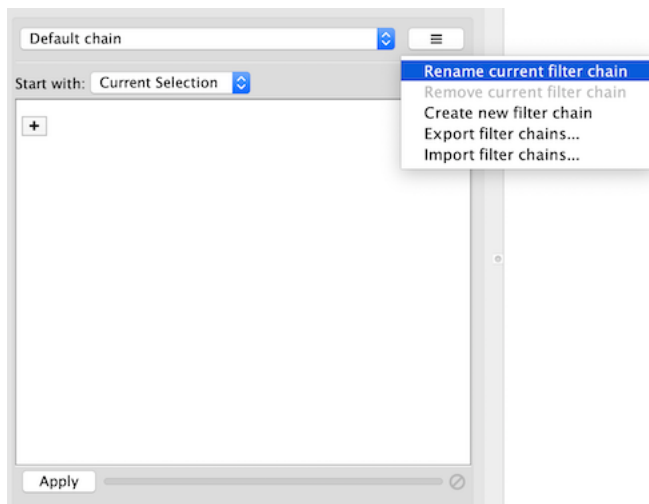 Default chain
Rename current filter chain
Start with: Current Selection
Remove current filter chain
Create new filter chain
+
Export filter chains...
Import filter chains...
Apply